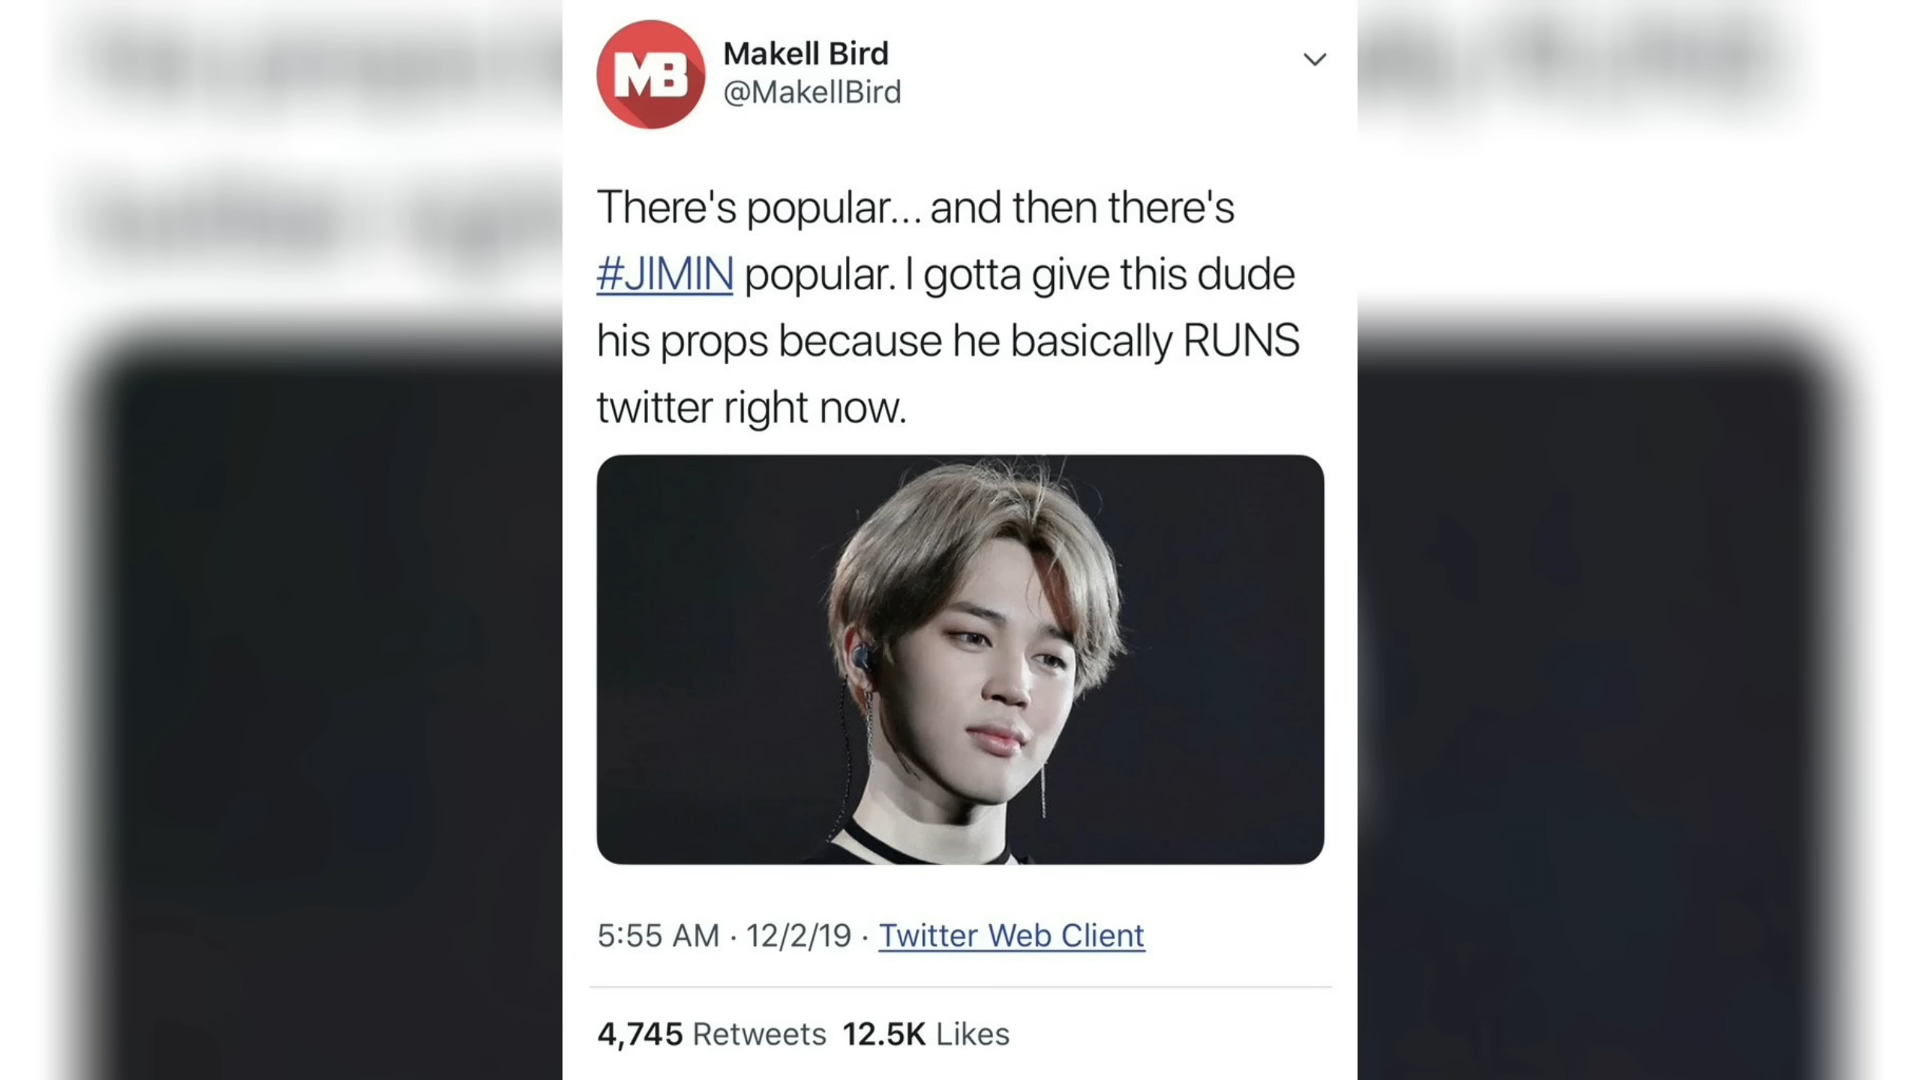 MB
Makell Bird
@MakellBird
There's popular... and then there's
#JIMIN popular. I gotta give this dude
his props because he basically RUNS
twitter right now.
5:55 AM · 12/2/19 · Twitter Web Client
4,745 Retweets 12.5K Likes